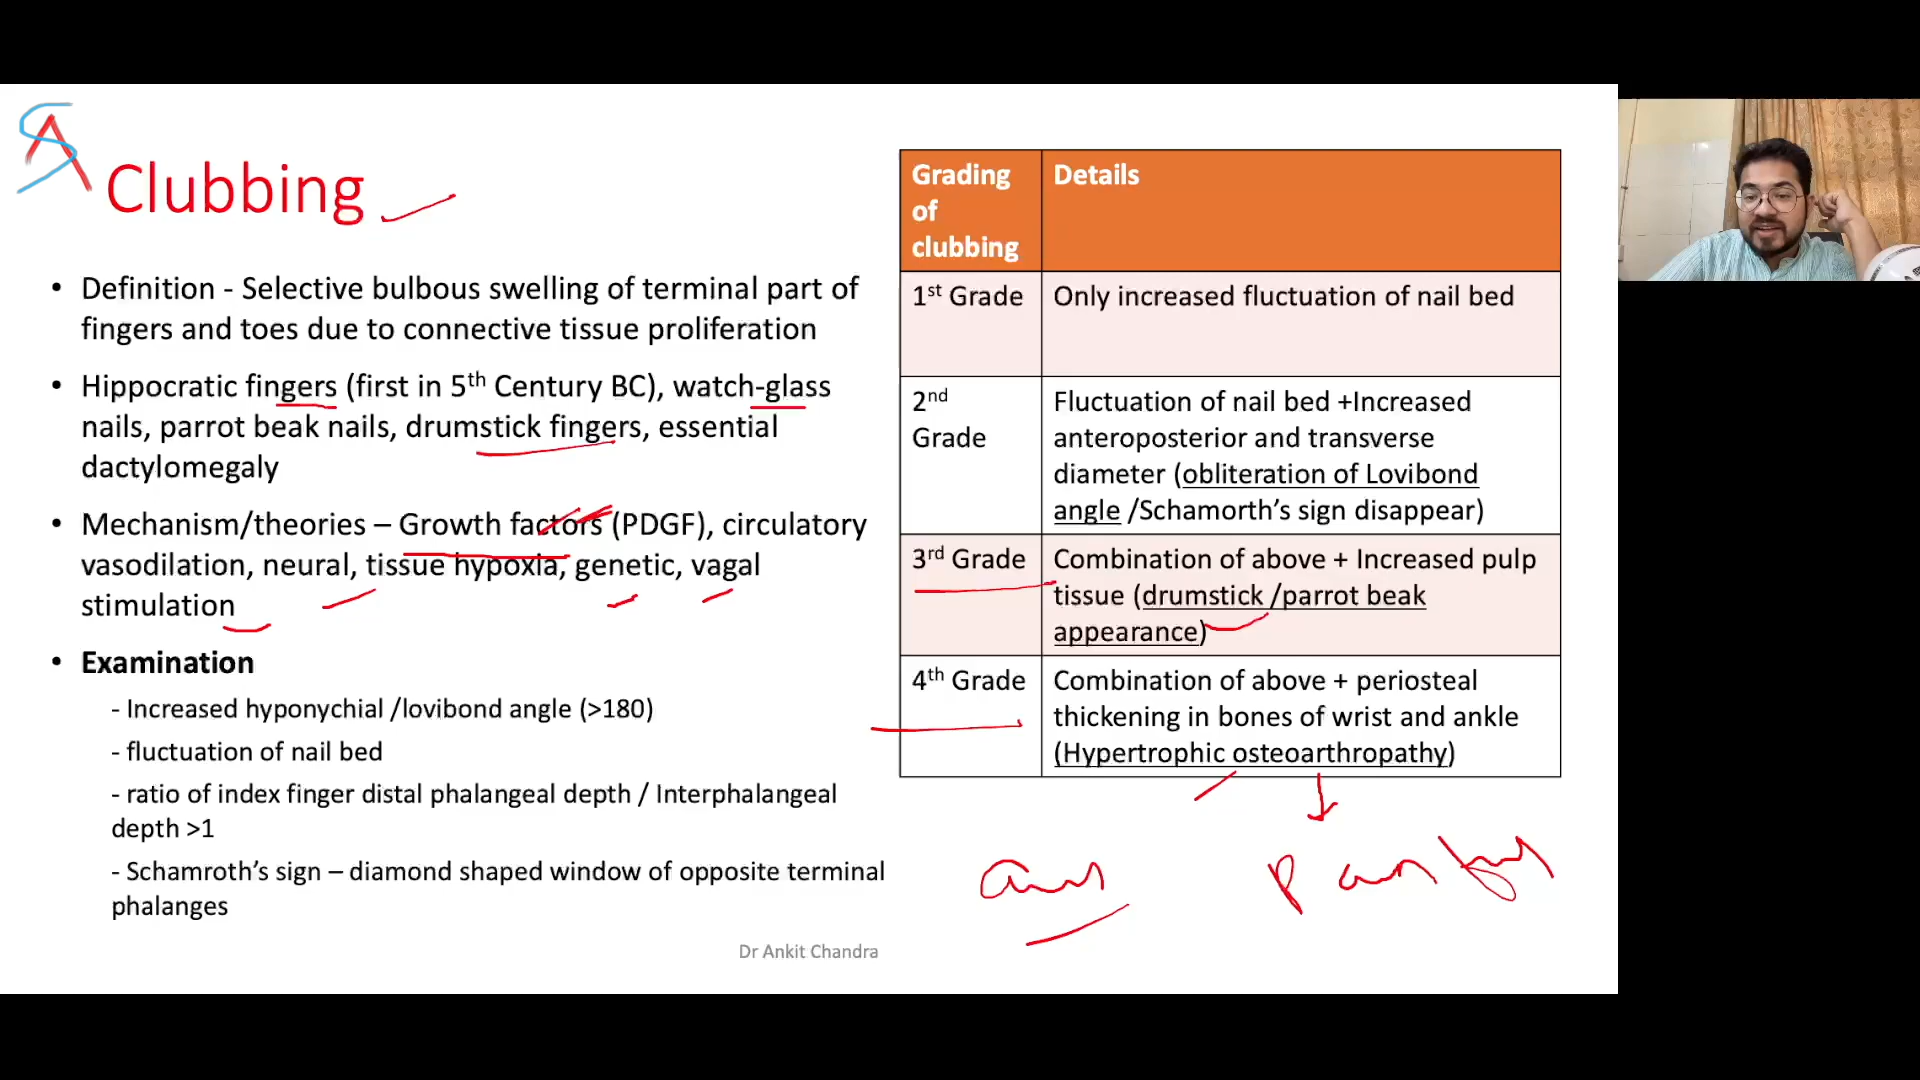 Clubbing
• Definition - Selective bulbous swelling of terminal part of
fingers and toes due to connective tissue proliferation
• Hippocratic fingers (first in 5th Century BC), watch-glass
nails, parrot beak nails, drumstick fingers, essential
dactylomegaly
• Mechanism/theories – Growth factors (PDGF), circulatory
vasodilation, neural, tissue hypoxia, genetic, vagal
stimulation
• Examination
- Increased hyponychial /lovibond angle (>180)
- fluctuation of nail bed
- ratio of index finger distal phalangeal depth / Interphalangeal
depth >1
- Schamroth's sign – diamond shaped window of opposite terminal
phalanges
Grading
of
clubbing
Details
1st Grade
Only increased fluctuation of nail bed
2nd
Grade
Fluctuation of nail bed +Increased
anteroposterior and transverse
diameter (obliteration of Lovibond
angle /Schamorth's sign disappear)
3rd Grade
Combination of above + Increased pulp
tissue (drumstick /parrot beak
appearance)
4th Grade
Combination of above + periosteal
thickening in bones of wrist and ankle
(Hypertrophic osteoarthropathy)
Dr Ankit Chandra